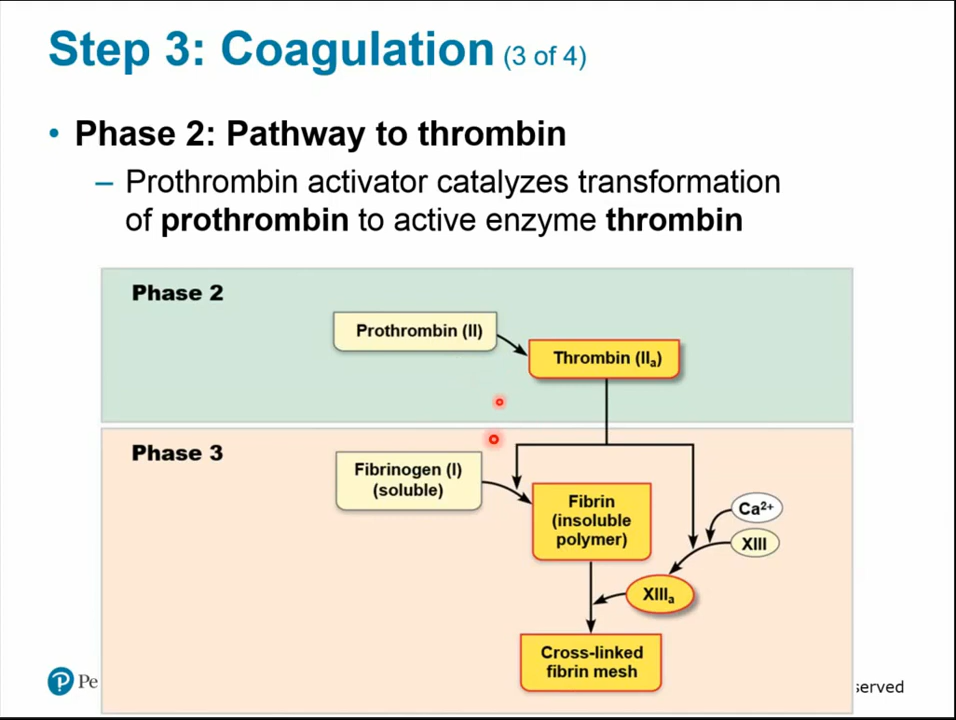 Step 3: Coagulation (3 of 4)
• Phase 2: Pathway to thrombin
– Prothrombin activator catalyzes transformation
of prothrombin to active enzyme thrombin
Phase 2
Prothrombin (II)
Thrombin (IIa)
Phase 3
Fibrinogen (I)
(soluble)
Fibrin
(insoluble
polymer)
Ca2+
XIII
XIIIa
Cross-linked
fibrin mesh
Pe
served